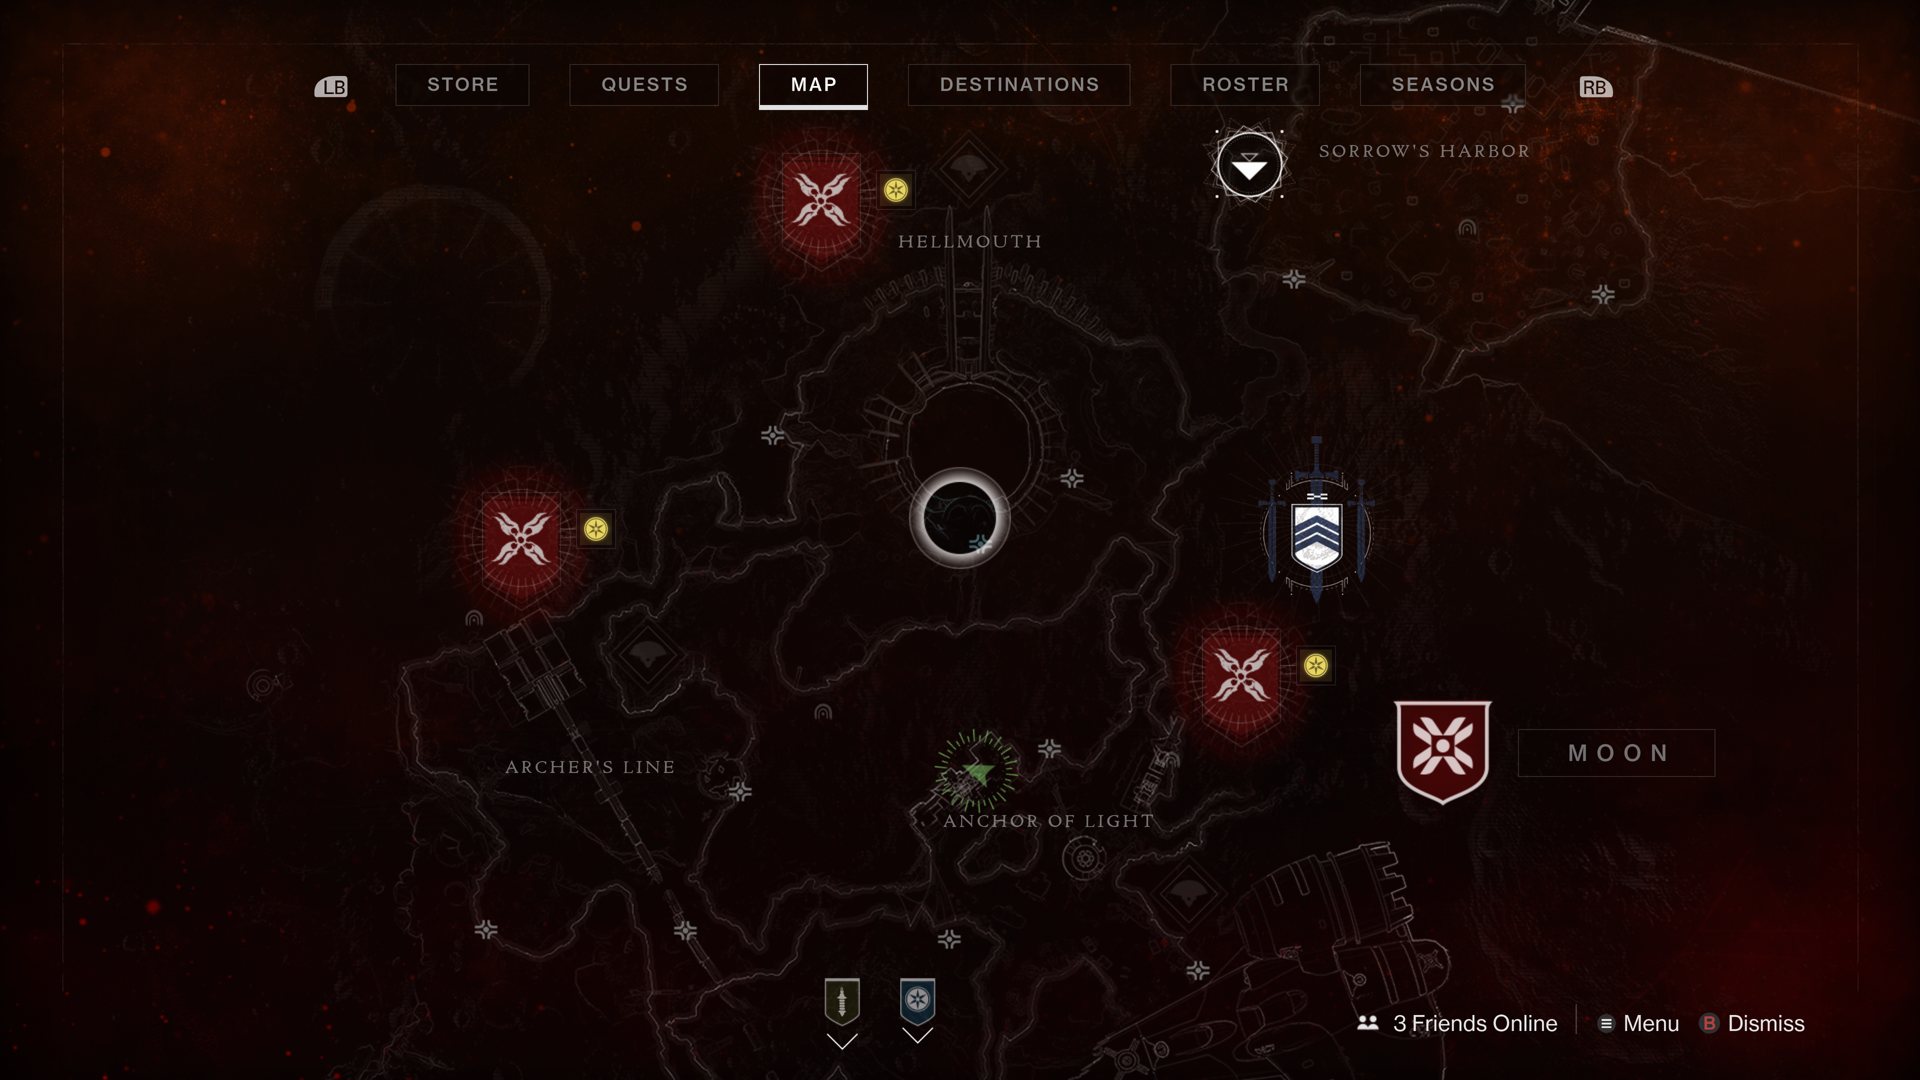 LB
STORE
QUESTS
MAP
DESTINATIONS
ROSTER
SEASONS
RB
SORROW'S HARBOR
HELLMOUTH
ARCHER'S LINE
MOON
ANCHOR OF LIGHT
3 Friends Online
Menu
B Dismiss